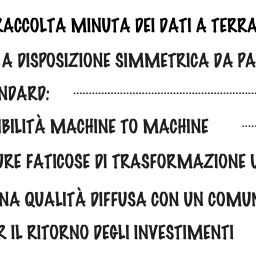 RACCOLTA MINUTA DEI DATI A TERRA
A DISPOSIZIONE SIMMETRICA DA PA
NDARD:
IBILITÀ MACHINE TO MACHINE
URE FATICOSE DI TRASFORMAZIONE U
NA QUALITÀ DIFFUSA CON UN COMUN
R IL RITORNO DEGLI INVESTIMENTI